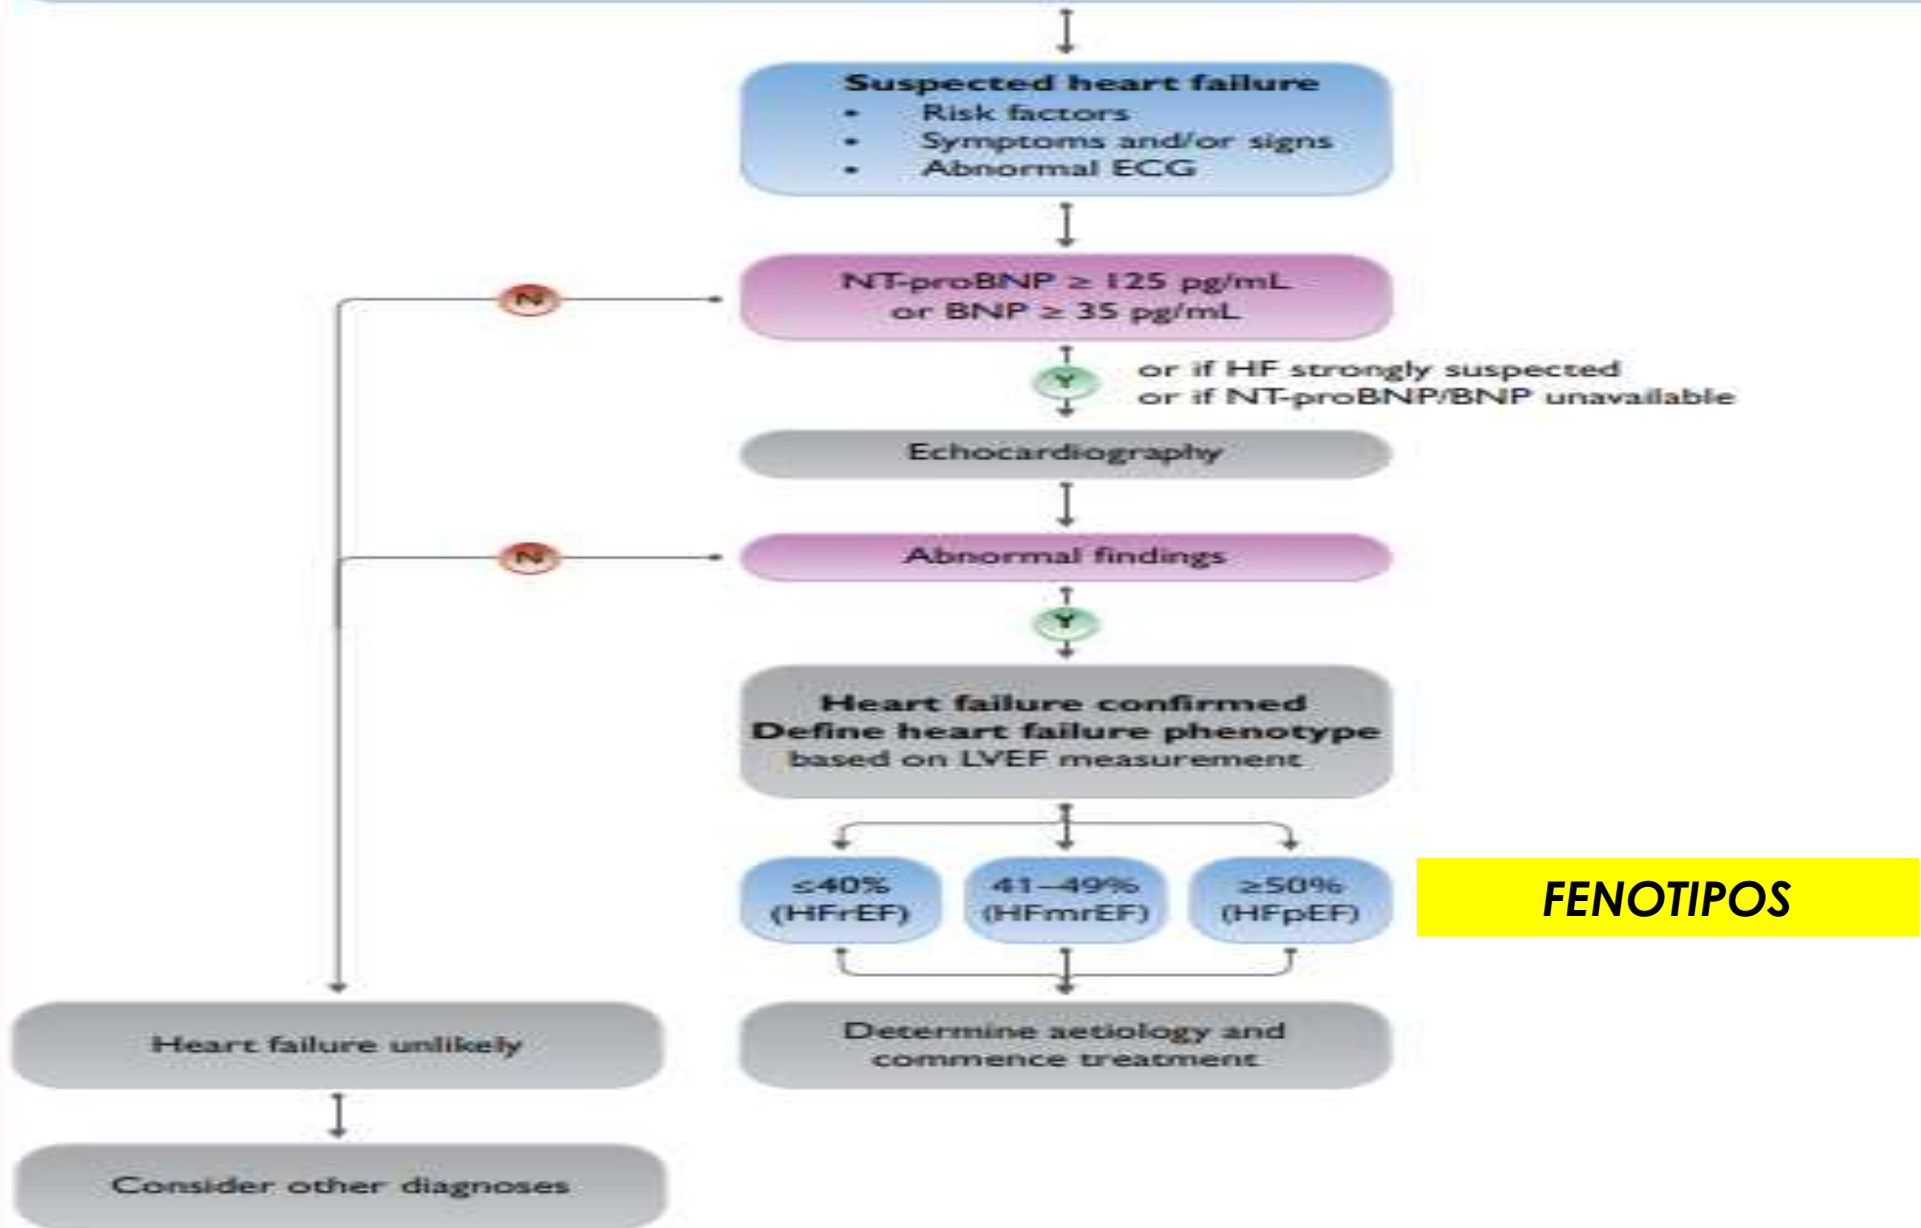 Suspected heart failure
• Risk factors
• Symptoms and/or signs
• Abnormal ECG
NT-proBNP ≥ 125 pg/mL
or BNP ≥ 35 pg/mL
N
Y
or if HF strongly suspected
or if NT-proBNP/BNP unavailable
Echocardiography
Abnormal findings
N
Y
Heart failure confirmed
Define heart failure phenotype
based on LVEF measurement
≤40%
(HFrEF)
41–49%
(HFmrEF)
≥50%
(HFpEF)
FENOTIPOS
Heart failure unlikely
Determine aetiology and
commence treatment
Consider other diagnoses